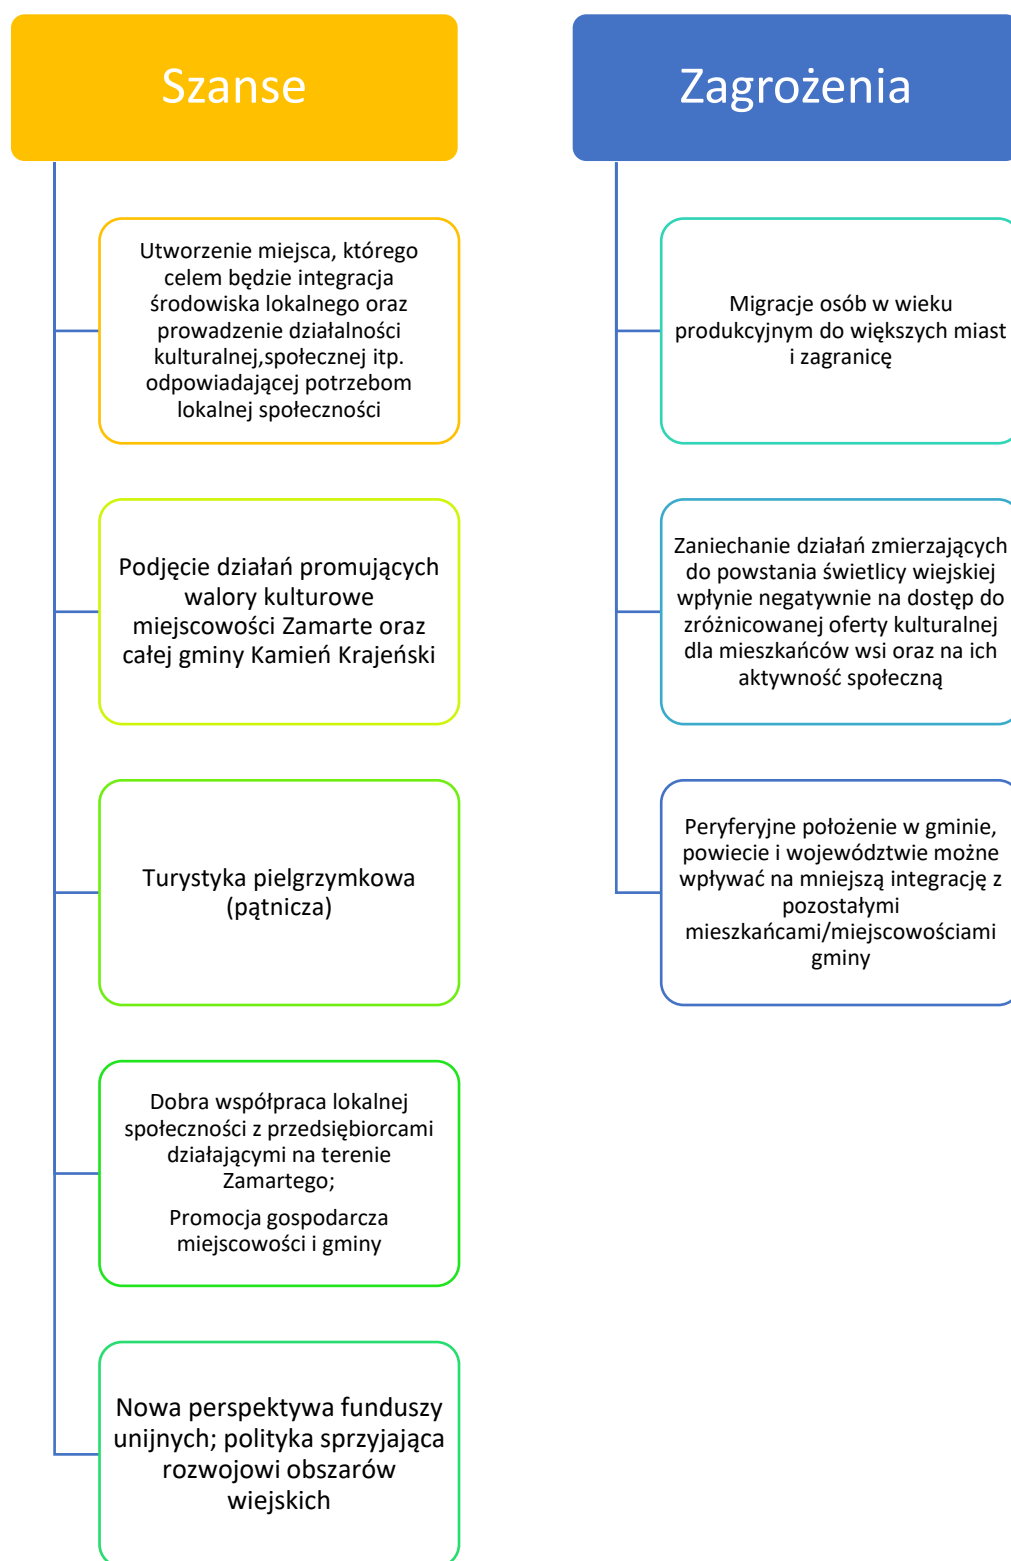 Szanse
Utworzenie miejsca, którego
celem będzie integracja
środowiska lokalnego oraz
prowadzenie działalności
kulturalnej,społecznej itp.
odpowiadającej potrzebom
lokalnej społeczności
Podjęcie działań promujących
walory kulturowe
miejscowości Zamarte oraz
całej gminy Kamień Krajeński
Turystyka pielgrzymkowa
(pątnicza)
Dobra współpraca lokalnej
społeczności z przedsiębiorcami
działającymi na terenie
Zamartego;
Promocja gospodarcza
miejscowości i gminy
Nowa perspektywa funduszy
unijnych; polityka sprzyjająca
rozwojowi obszarów
wiejskich
Zagrożenia
Migracje osób w wieku
produkcyjnym do większych miast
i zagranicę
Zaniechanie działań zmierzających
do powstania świetlicy wiejskiej
wpłynie negatywnie na dostęp do
zróżnicowanej oferty kulturalnej
dla mieszkańców wsi oraz na ich
aktywność społeczną
Peryferyjne położenie w gminie,
powiecie i województwie możne
wpływać na mniejszą integrację z
pozostałymi
mieszkańcami/miejscowościami
gminy